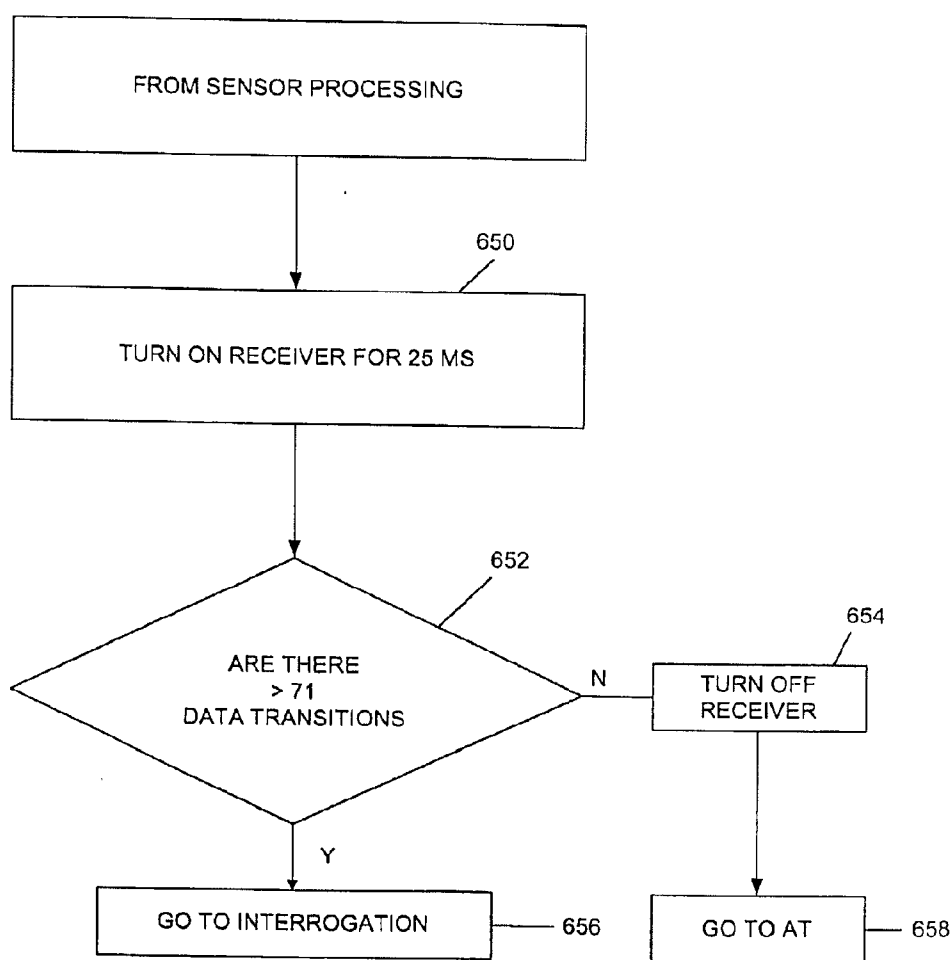 FROM SENSOR PROCESSING
650
TURN ON RECEIVER FOR 25 MS
652
ARE THERE
> 71
DATA TRANSITIONS
N
654
TURN OFF
RECEIVER
Y
GO TO INTERROGATION
656
GO TO AT
658